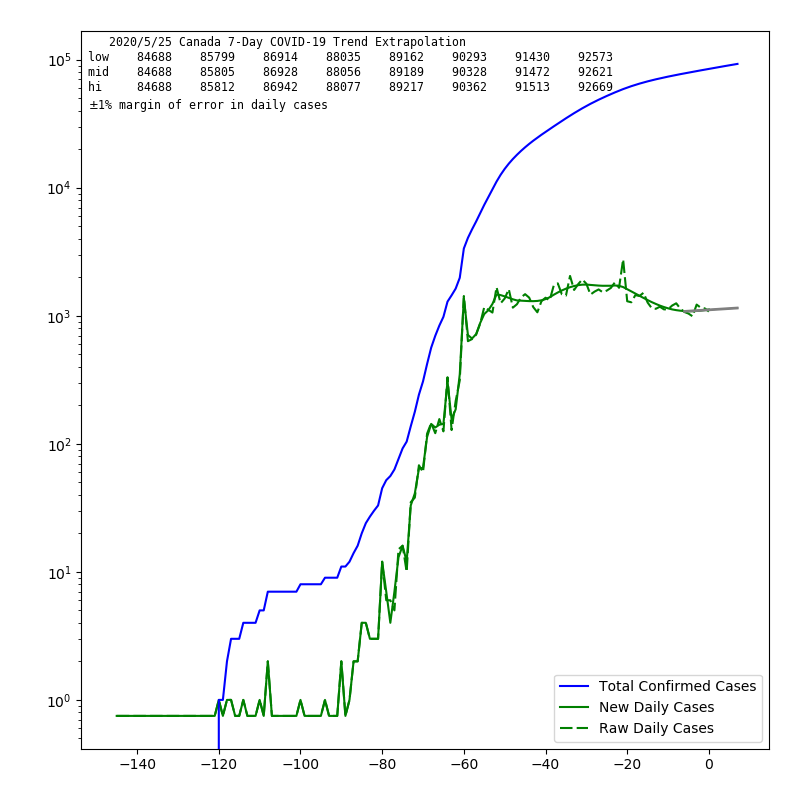 2020/5/25 Canada 7-Day COVID-19 Trend Extrapolation
low 84688 85799 86914 88035 89162 90293 91430 92573
mid 84688 85805 86928 88056 89189 90328 91472 92621
hi 84688 85812 86942 88077 89217 90362 91513 92669
±1% margin of error in daily cases
10⁵
10⁴
10³
10²
10¹
10⁰
Total Confirmed Cases
New Daily Cases
Raw Daily Cases
−140 −120 −100 −80 −60 −40 −20 0